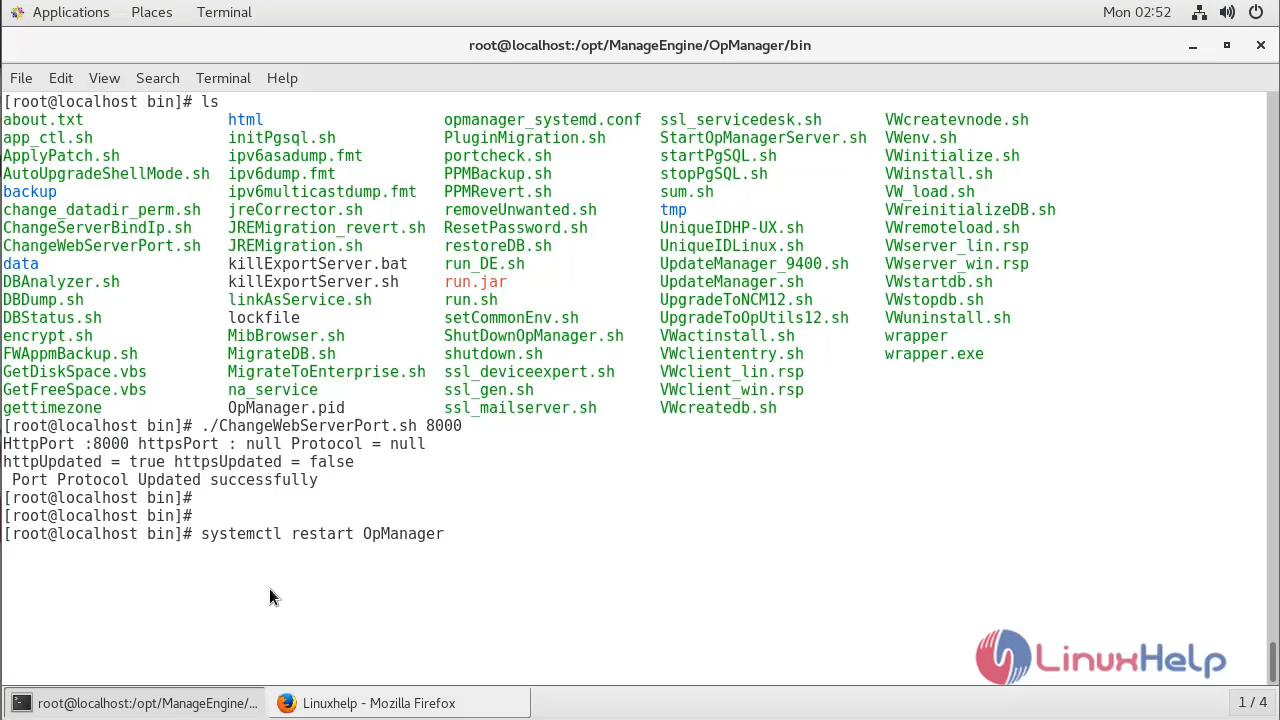 Applications Places Terminal Mon 02:52
root@localhost:/opt/ManageEngine/OpManager/bin
File Edit View Search Terminal Help
[root@localhost bin]# ls
about.txt html opmanager_systemd.conf ssl_servicedesk.sh VWcreatevnode.sh
app_ctl.sh initPgsql.sh PluginMigration.sh StartOpManagerServer.sh VWenv.sh
ApplyPatch.sh ipv6asadump.fmt portcheck.sh startPgSQL.sh VWinitialize.sh
AutoUpgradeShellMode.sh ipv6dump.fmt PPMBackup.sh stopPgSQL.sh VWinstall.sh
backup ipv6multicastdump.fmt PPMRevert.sh sum.sh VW_load.sh
change_datadir_perm.sh jreCorrector.sh removeUnwanted.sh tmp VWreinitializeDB.sh
ChangeServerBindIp.sh JREMigration_revert.sh ResetPassword.sh UniqueIDHP-UX.sh VWremoteload.sh
ChangeWebServerPort.sh JREMigration.sh restoreDB.sh UniqueIDLinux.sh VWserver_lin.rsp
data killExportServer.bat run_DE.sh UpdateManager_9400.sh VWserver_win.rsp
DBAnalyzer.sh killExportServer.sh run.jar UpdateManager.sh VWstartdb.sh
DBDump.sh linkAsService.sh run.sh UpgradeToNCM12.sh VWstopdb.sh
DBStatus.sh lockfile setCommonEnv.sh UpgradeToOpUtils12.sh VWuninstall.sh
encrypt.sh MibBrowser.sh ShutDownOpManager.sh VWactinstall.sh wrapper
FWAppmBackup.sh MigrateDB.sh shutdown.sh VWcliententry.sh wrapper.exe
GetDiskSpace.vbs MigrateToEnterprise.sh ssl_deviceexpert.sh VWclient_lin.rsp
GetFreeSpace.vbs na_service ssl_gen.sh VWclient_win.rsp
gettimezone OpManager.pid ssl_mailserver.sh VWcreatedb.sh
[root@localhost bin]# ./ChangeWebServerPort.sh 8000
HttpPort :8000 httpsPort : null Protocol = null
httpUpdated = true httpsUpdated = false
Port Protocol Updated successfully
[root@localhost bin]#
[root@localhost bin]#
[root@localhost bin]# systemctl restart OpManager
LinuxHelp
root@localhost:/opt/ManageEngine/... Linuxhelp - Mozilla Firefox 1 / 4